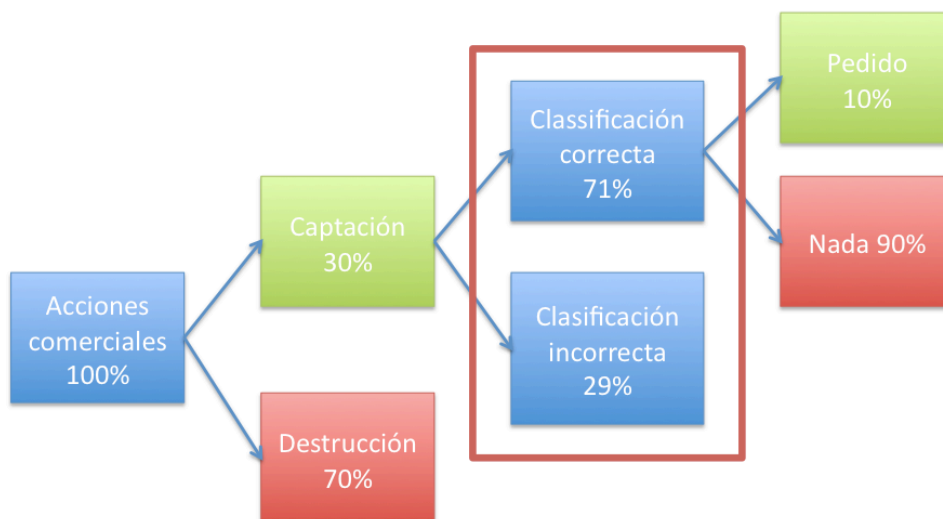 Acciones
comerciales
100%
Captación
30%
Destrucción
70%
Classificación
correcta
71%
Clasificación
incorrecta
29%
Pedido
10%
Nada 90%